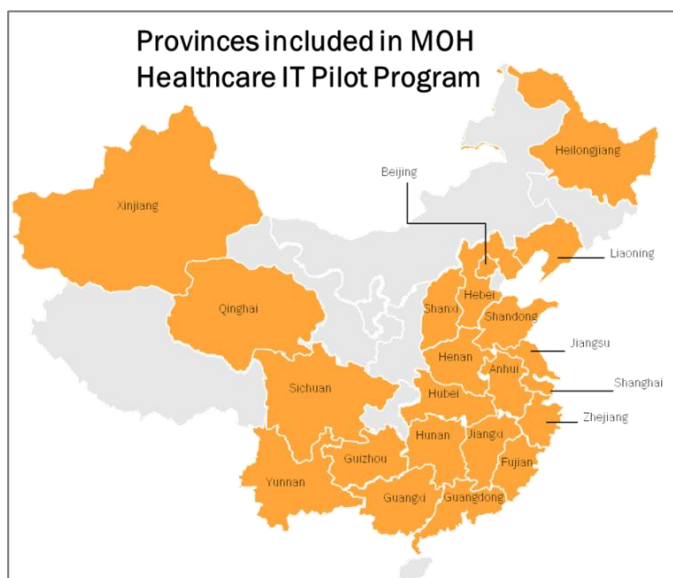 Provinces included in MOH
Healthcare IT Pilot Program
Heilongjiang
Beijing
Xinjiang
Liaoning
Hebei
Qinghai
Shanxi
Shandong
Jiangsu
Henan
Anhui
Shanghai
Sichuan
Hubei
Zhejiang
Hunan
Jiangxi
Guizhou
Fujian
Yunnan
Guangxi
Guangdong